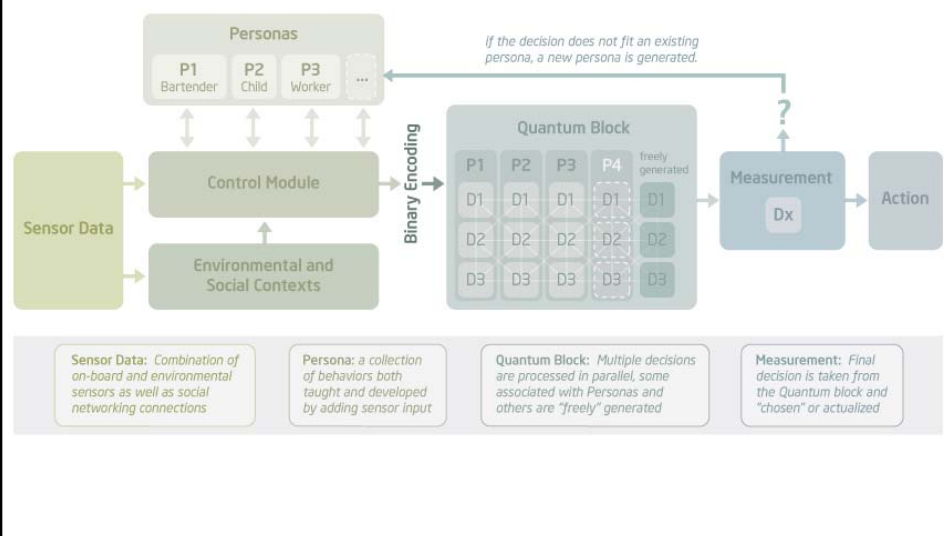 Personas
P1
Bartender
P2
Child
P3
Worker
...
if the decision does not fit an existing
persona, a new persona is generated.
?
Sensor Data
Control Module
Environmental and
Social Contexts
Binary Encoding
Quantum Block
P1 P2 P3 P4 freely
generated
D1 D1 D1 D1 D1
D2 D2 D2 D2 D2
D3 D3 D3 D3 D3
Measurement
Dx
Action
Sensor Data: Combination of
on-board and environmental
sensors as well as social
networking connections
Persona: a collection
of behaviors both
taught and developed
by adding sensor input
Quantum Block: Multiple decisions
are processed in parallel, some
associated with Personas and
others are "freely" generated
Measurement: Final
decision is taken from
the Quantum block and
"chosen" or actualized